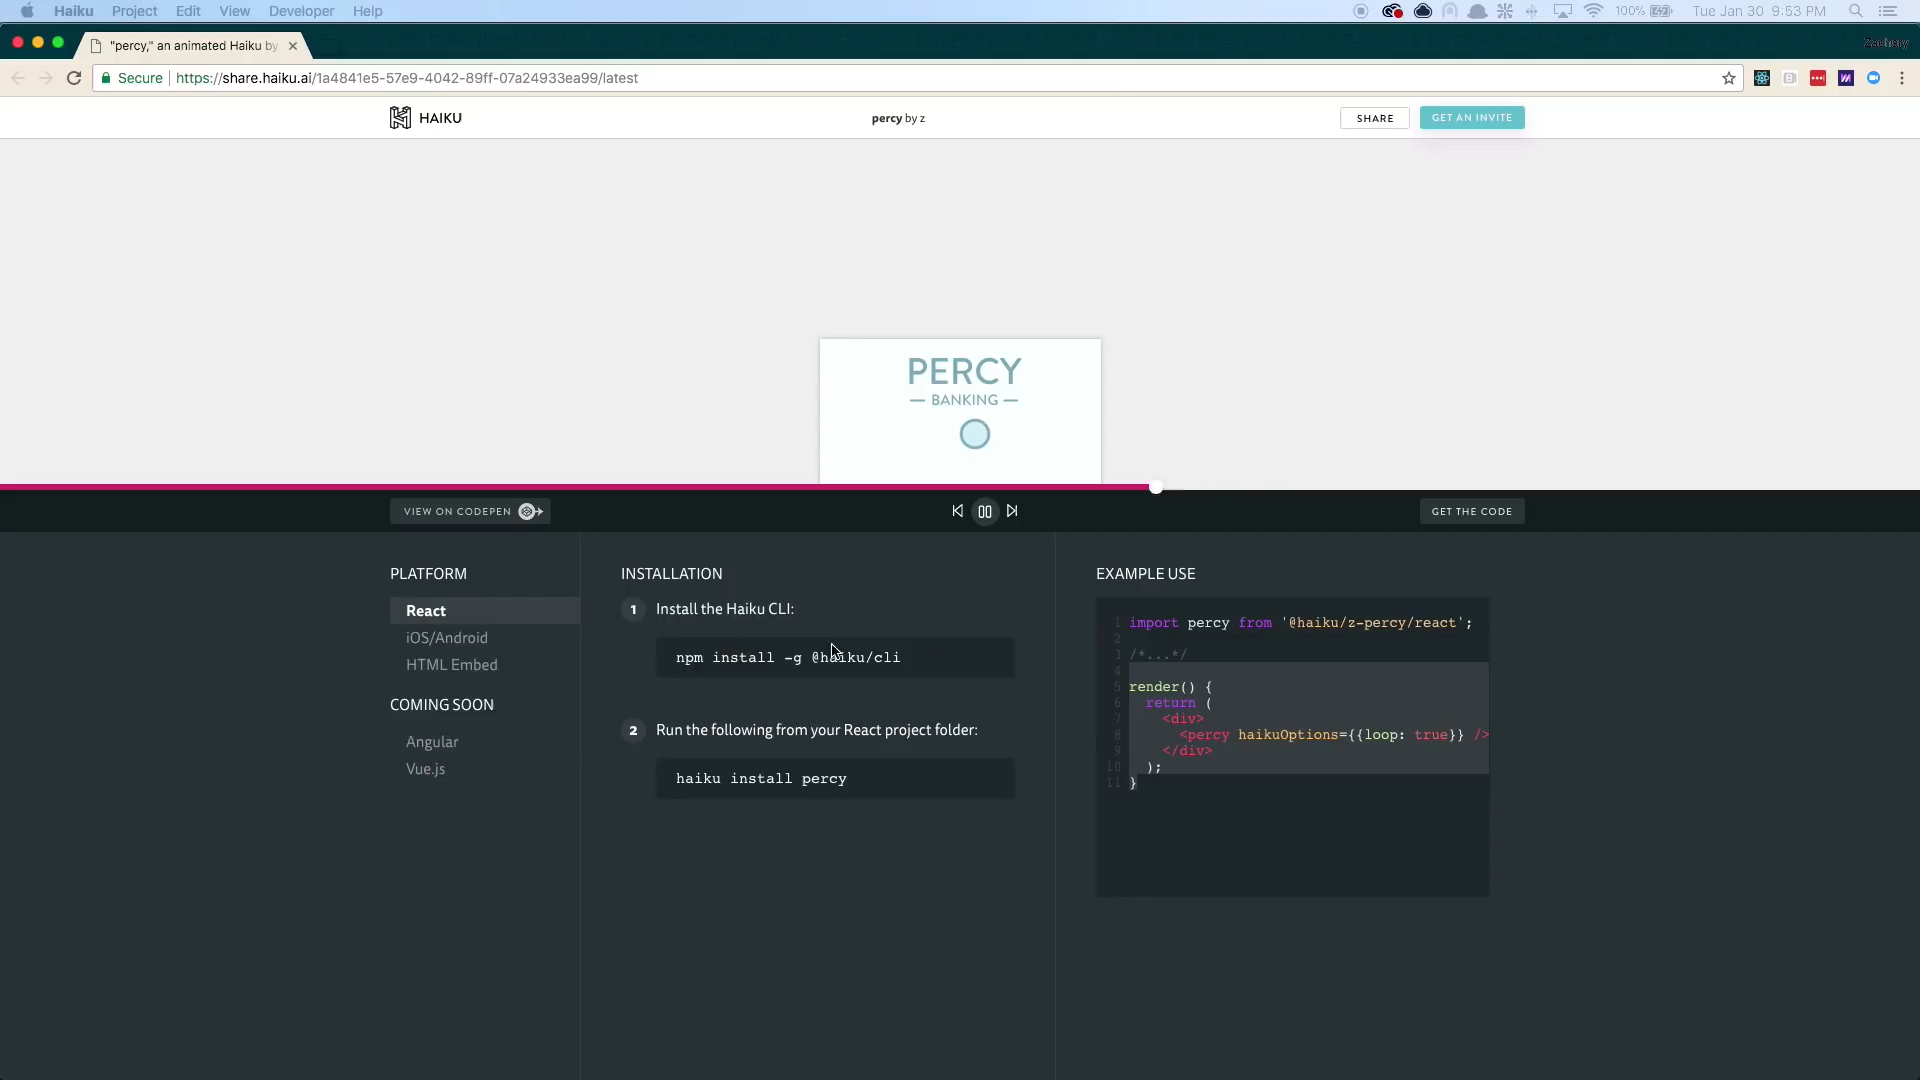 Haiku Project Edit View Developer Help
100% Tue Jan 30 9:53 PM
"percy," an animated Haiku by
Zachary
Secure https://share.haiku.ai/1a4841e5-57e9-4042-89ff-07a24933ea99/latest
HAIKU
percy by z
SHARE
GET AN INVITE
PERCY
— BANKING —
VIEW ON CODEPEN
GET THE CODE
PLATFORM
React
iOS/Android
HTML Embed
COMING SOON
Angular
Vue.js
INSTALLATION
1 Install the Haiku CLI:
npm install -g @haiku/cli
2 Run the following from your React project folder:
haiku install percy
EXAMPLE USE
1 import percy from '@haiku/z-percy/react';
2
3 /*...*/
4
5 render() {
6 return (
7 <div>
8 <percy haikuOptions={{loop: true}} />
9 </div>
10 );
11 }